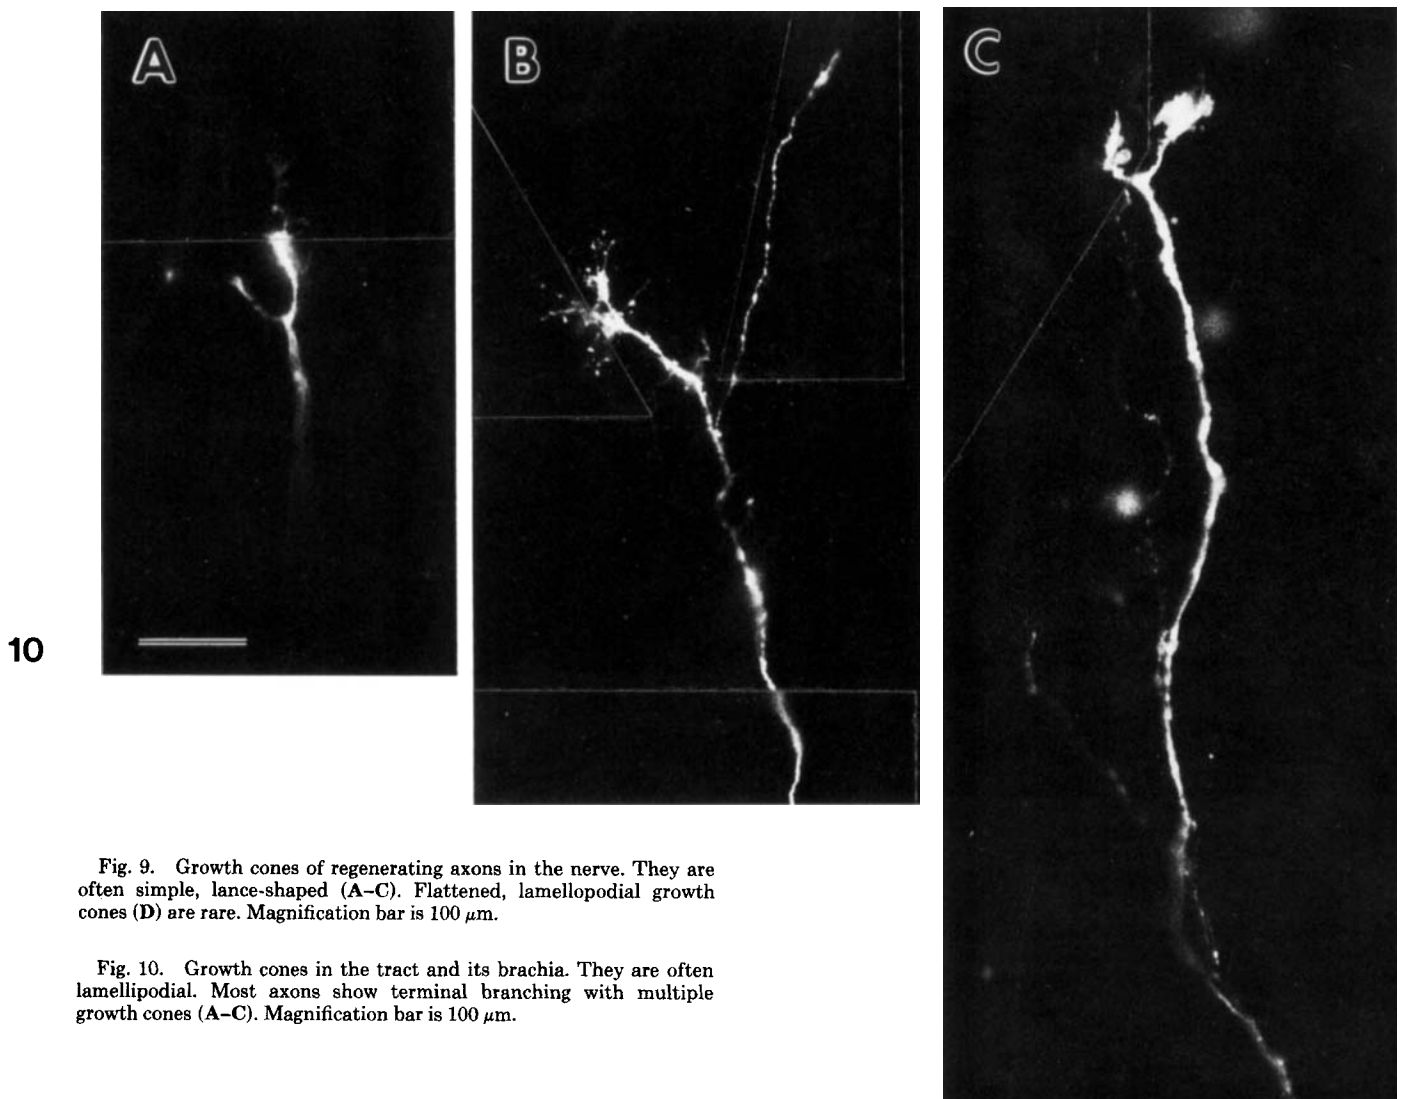 A
B
C
10
Fig. 9. Growth cones of regenerating axons in the nerve. They are
often simple, lance-shaped (A–C). Flattened, lamellopodial growth
cones (D) are rare. Magnification bar is 100 μm.
Fig. 10. Growth cones in the tract and its brachia. They are often
lamellipodial. Most axons show terminal branching with multiple
growth cones (A–C). Magnification bar is 100 μm.